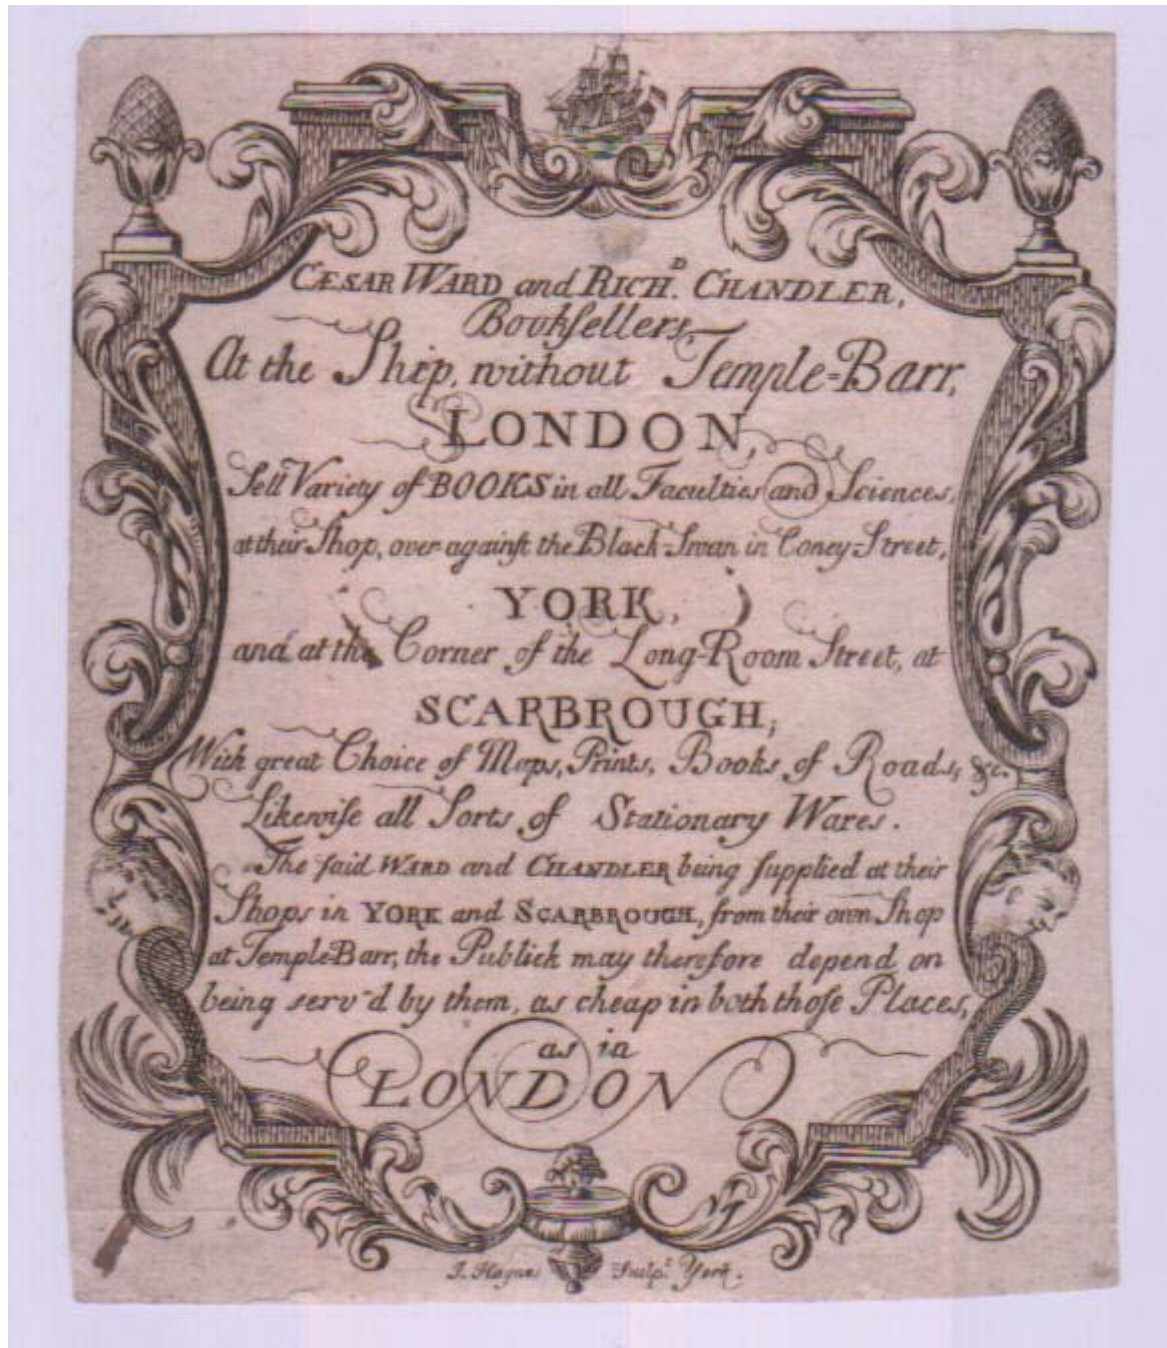 CÆSAR WARD and RICH.ᴰ CHANDLER,
Bookſellers
At the Ship, without Temple-Barr,
LONDON,
Sell Variety of BOOKS in all Faculties and Sciences,
at their Shop, over againſt the Black-Swan in Coney-Street,
YORK,
and at the Corner of the Long-Room Street, at
SCARBROUGH;
With great Choice of Maps, Prints, Books of Roads, &c.
Likewiſe all Sorts of Stationary Wares.
The ſaid WARD and CHANDLER being ſupplied at their
Shops in YORK and SCARBROUGH, from their own Shop
at Temple-Barr, the Publick may therefore depend on
being serv'd by them, as cheap in both thoſe Places,
as in
LONDON
J. Haynes Sculpᵗ York.